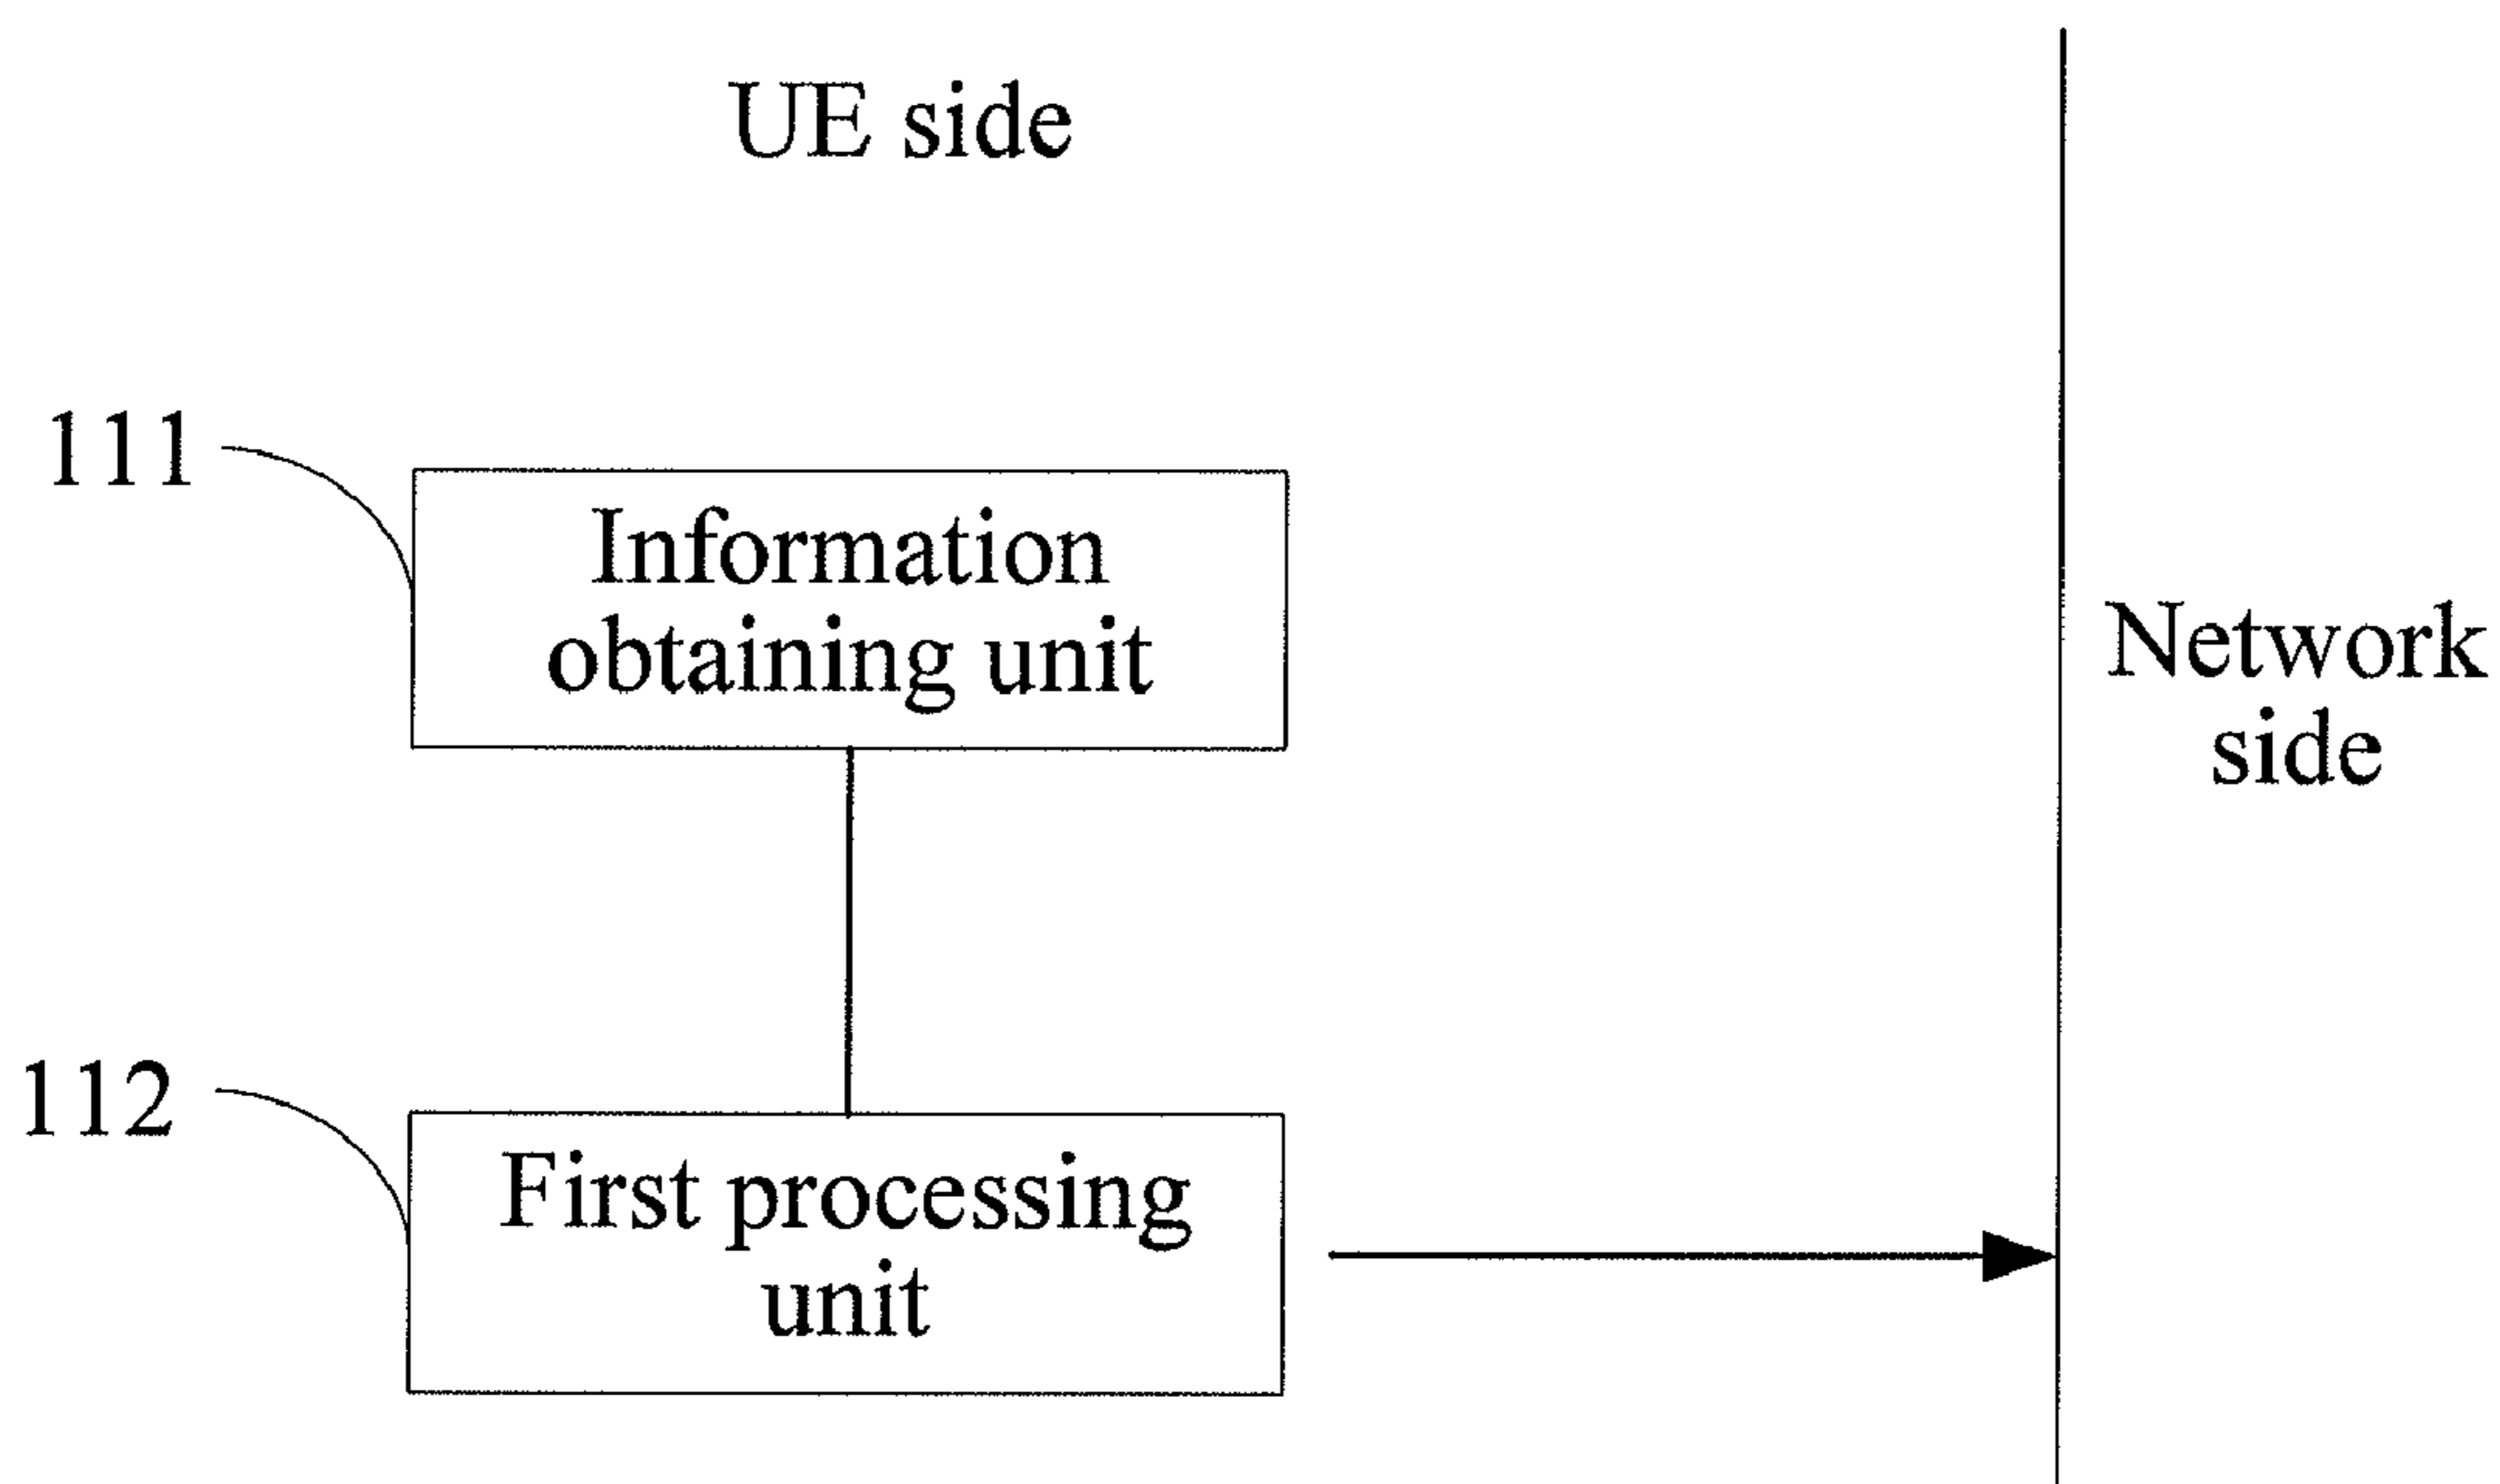 UE side
111
Information
obtaining unit
Network
side
112
First processing
unit